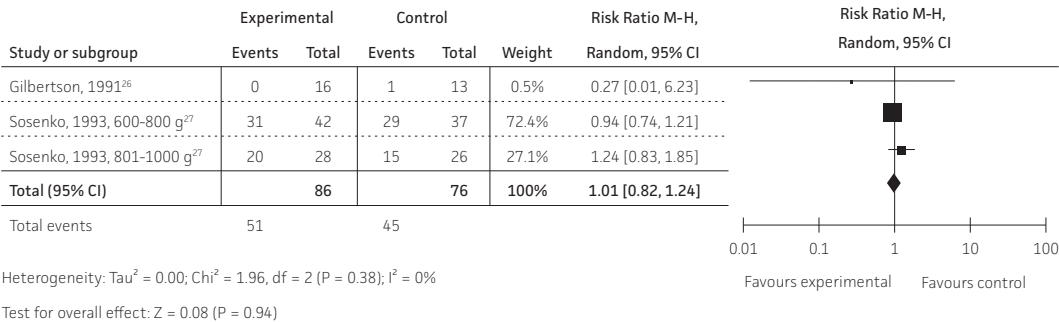 Experimental Control Risk Ratio M-H, Risk Ratio M-H,
Study or subgroup Events Total Events Total Weight Random, 95% CI Random, 95% CI
Gilbertson, 1991²⁶ 0 16 1 13 0.5% 0.27 [0.01, 6.23]
Sosenko, 1993, 600-800 g²⁷ 31 42 29 37 72.4% 0.94 [0.74, 1.21]
Sosenko, 1993, 801-1000 g²⁷ 20 28 15 26 27.1% 1.24 [0.83, 1.85]
Total (95% CI) 86 76 100% 1.01 [0.82, 1.24]
Total events 51 45
0.01 0.1 1 10 100
Favours experimental Favours control
Heterogeneity: Tau² = 0.00; Chi² = 1.96, df = 2 (P = 0.38); I² = 0%
Test for overall effect: Z = 0.08 (P = 0.94)